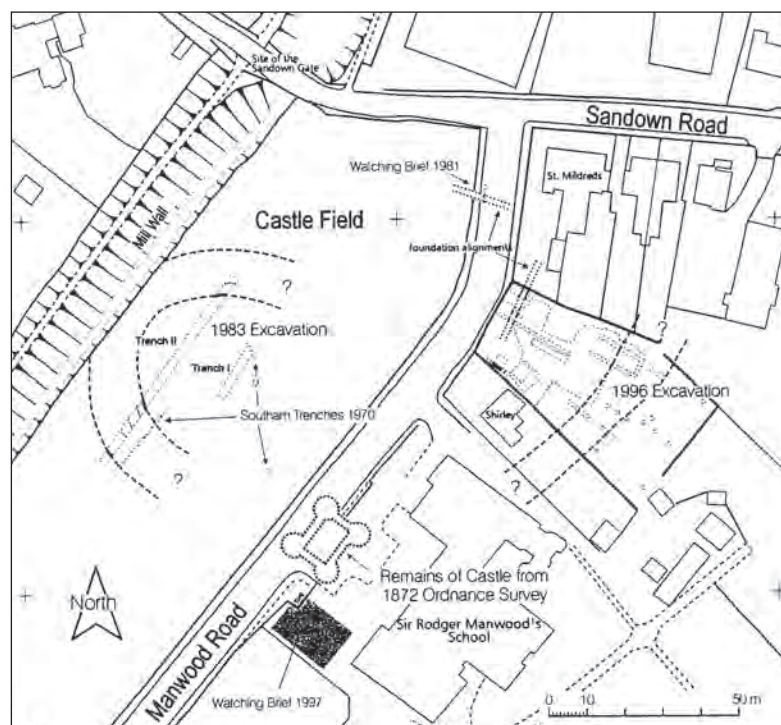 Site of the
Sandown Gate
Sandown Road
Watching Brief 1981
St. Mildreds
Mill Wall
Castle Field
foundation alignments
?
?
1983 Excavation
Trench II
Trench I
1996 Excavation
Southam Trenches 1970
Shirley
?
?
Remains of Castle from
1872 Ordnance Survey
North
Sir Rodger Manwood's
School
Manwood Road
Watching Brief 1997
0 10 50 m